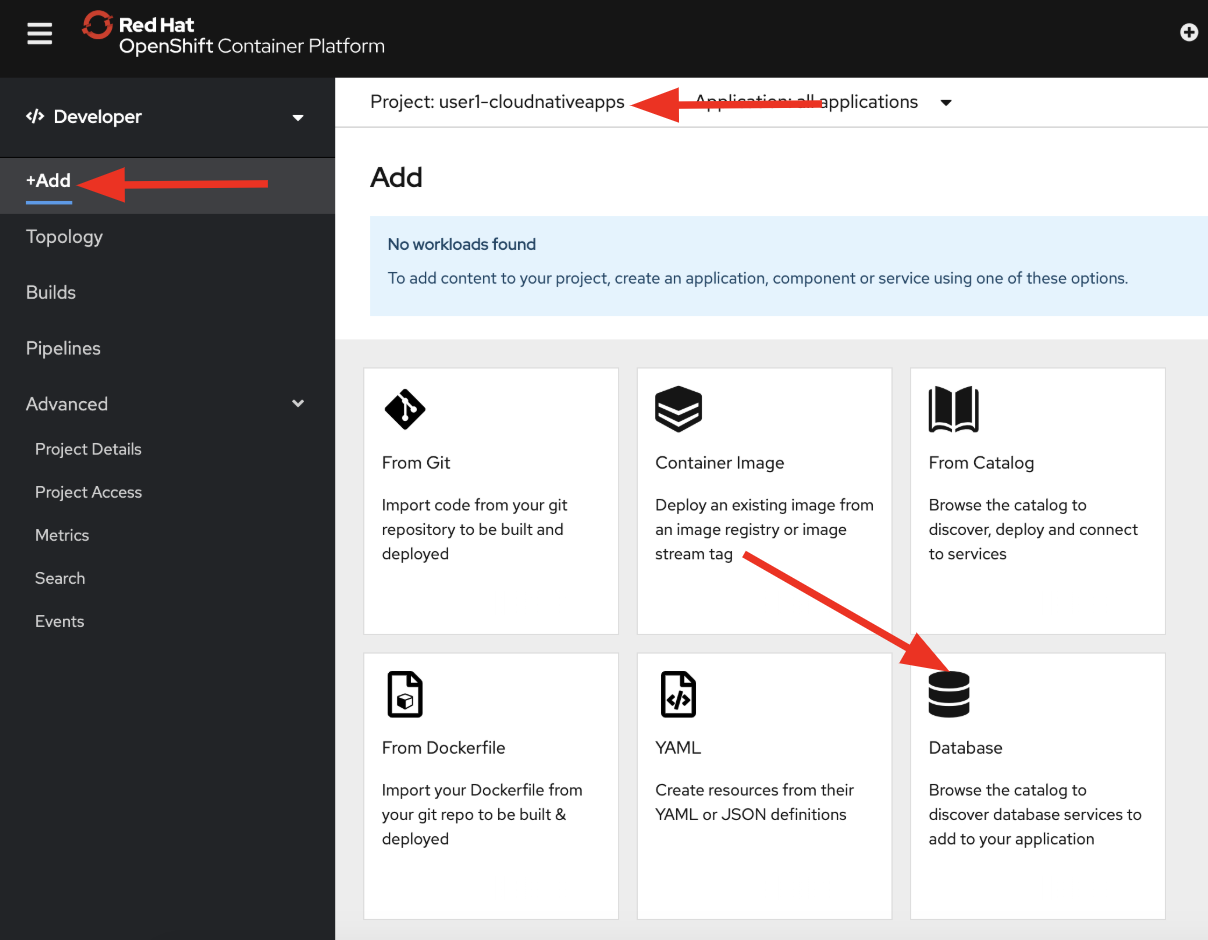 Red Hat
OpenShift Container Platform
Developer
Project: user1-cloudnativeapps
Application: all applications
+Add
Topology
Builds
Pipelines
Advanced
Project Details
Project Access
Metrics
Search
Events
Add
No workloads found
To add content to your project, create an application, component or service using one of these options.
From Git
Import code from your git
repository to be built and
deployed
Container Image
Deploy an existing image from
an image registry or image
stream tag
From Catalog
Browse the catalog to
discover, deploy and connect
to services
From Dockerfile
Import your Dockerfile from
your git repo to be built &
deployed
YAML
Create resources from their
YAML or JSON definitions
Database
Browse the catalog to
discover database services to
add to your application